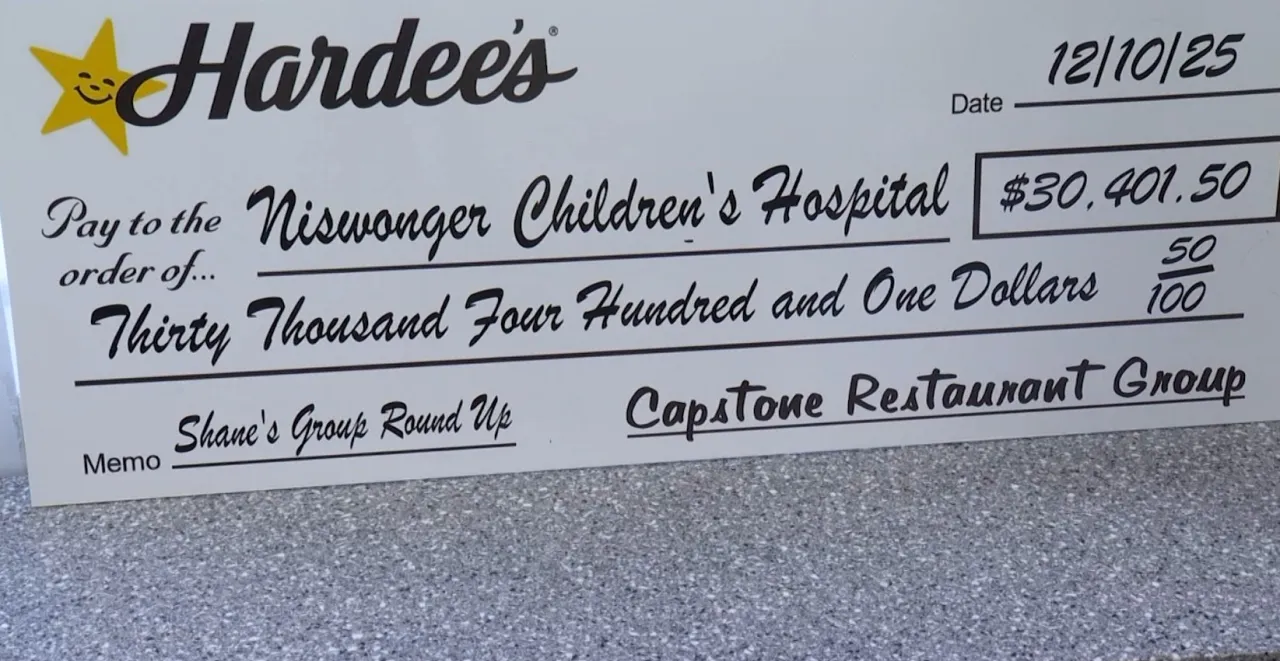 Hardee's®
12/10/25
Date
Pay to the order of...
Niswonger Children's Hospital
$30,401.50
Thirty Thousand Four Hundred and One Dollars 50/100
Memo Shane's Group Round Up
Capstone Restaurant Group